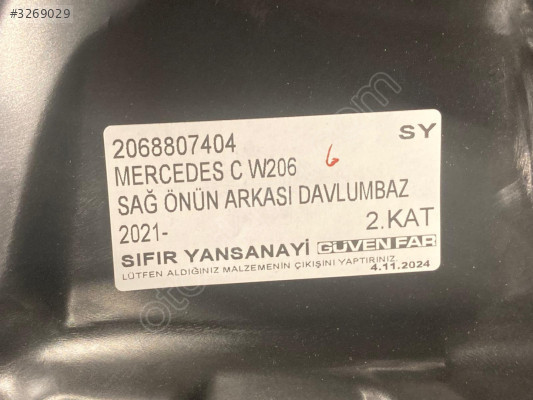 #3269029
SY
2068807404
MERCEDES C W206 6
SAĞ ÖNÜN ARKASI DAVLUMBAZ
2021- 2.KAT
SIFIR YANSANAYİ GÜVEN FAR
LÜTFEN ALDIĞINIZ MALZEMENİN ÇIKIŞINI YAPTIRINIZ. 4.11.2024